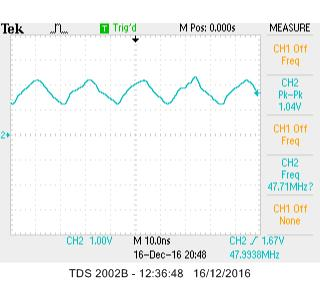 Tek T Trig'd M Pos: 0.000s MEASURE
CH1 Off
Freq
CH2
Pk-Pk
1.04V
CH1 Off
Freq
2
CH2
Freq
47.71MHz?
CH1 Off
None
CH2 1.00V M 10.0ns CH2 1.67V
16-Dec-16 20:48 47.9938MHz
TDS 2002B - 12:36:48 16/12/2016